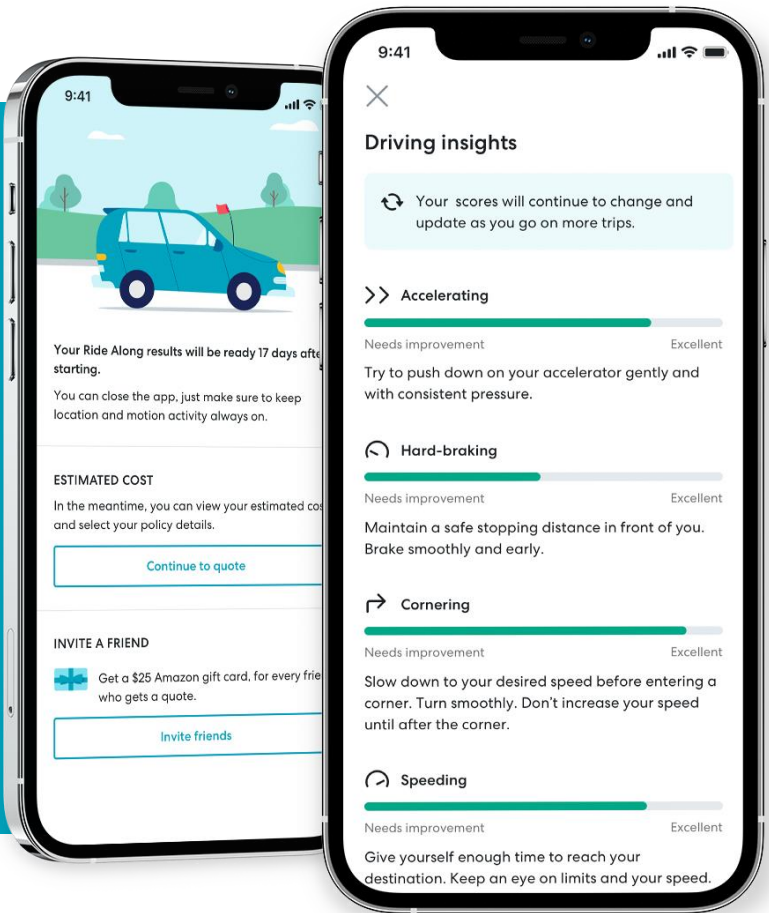 9:41
Your Ride Along results will be ready 17 days afte
starting.
You can close the app, just make sure to keep
location and motion activity always on.
ESTIMATED COST
In the meantime, you can view your estimated cos
and select your policy details.
Continue to quote
INVITE A FRIEND
Get a $25 Amazon gift card, for every frie
who gets a quote.
Invite friends
9:41
Driving insights
Your scores will continue to change and
update as you go on more trips.
Accelerating
Needs improvement Excellent
Try to push down on your accelerator gently and
with consistent pressure.
Hard-braking
Needs improvement Excellent
Maintain a safe stopping distance in front of you.
Brake smoothly and early.
Cornering
Needs improvement Excellent
Slow down to your desired speed before entering a
corner. Turn smoothly. Don't increase your speed
until after the corner.
Speeding
Needs improvement Excellent
Give yourself enough time to reach your
destination. Keep an eye on limits and your speed.